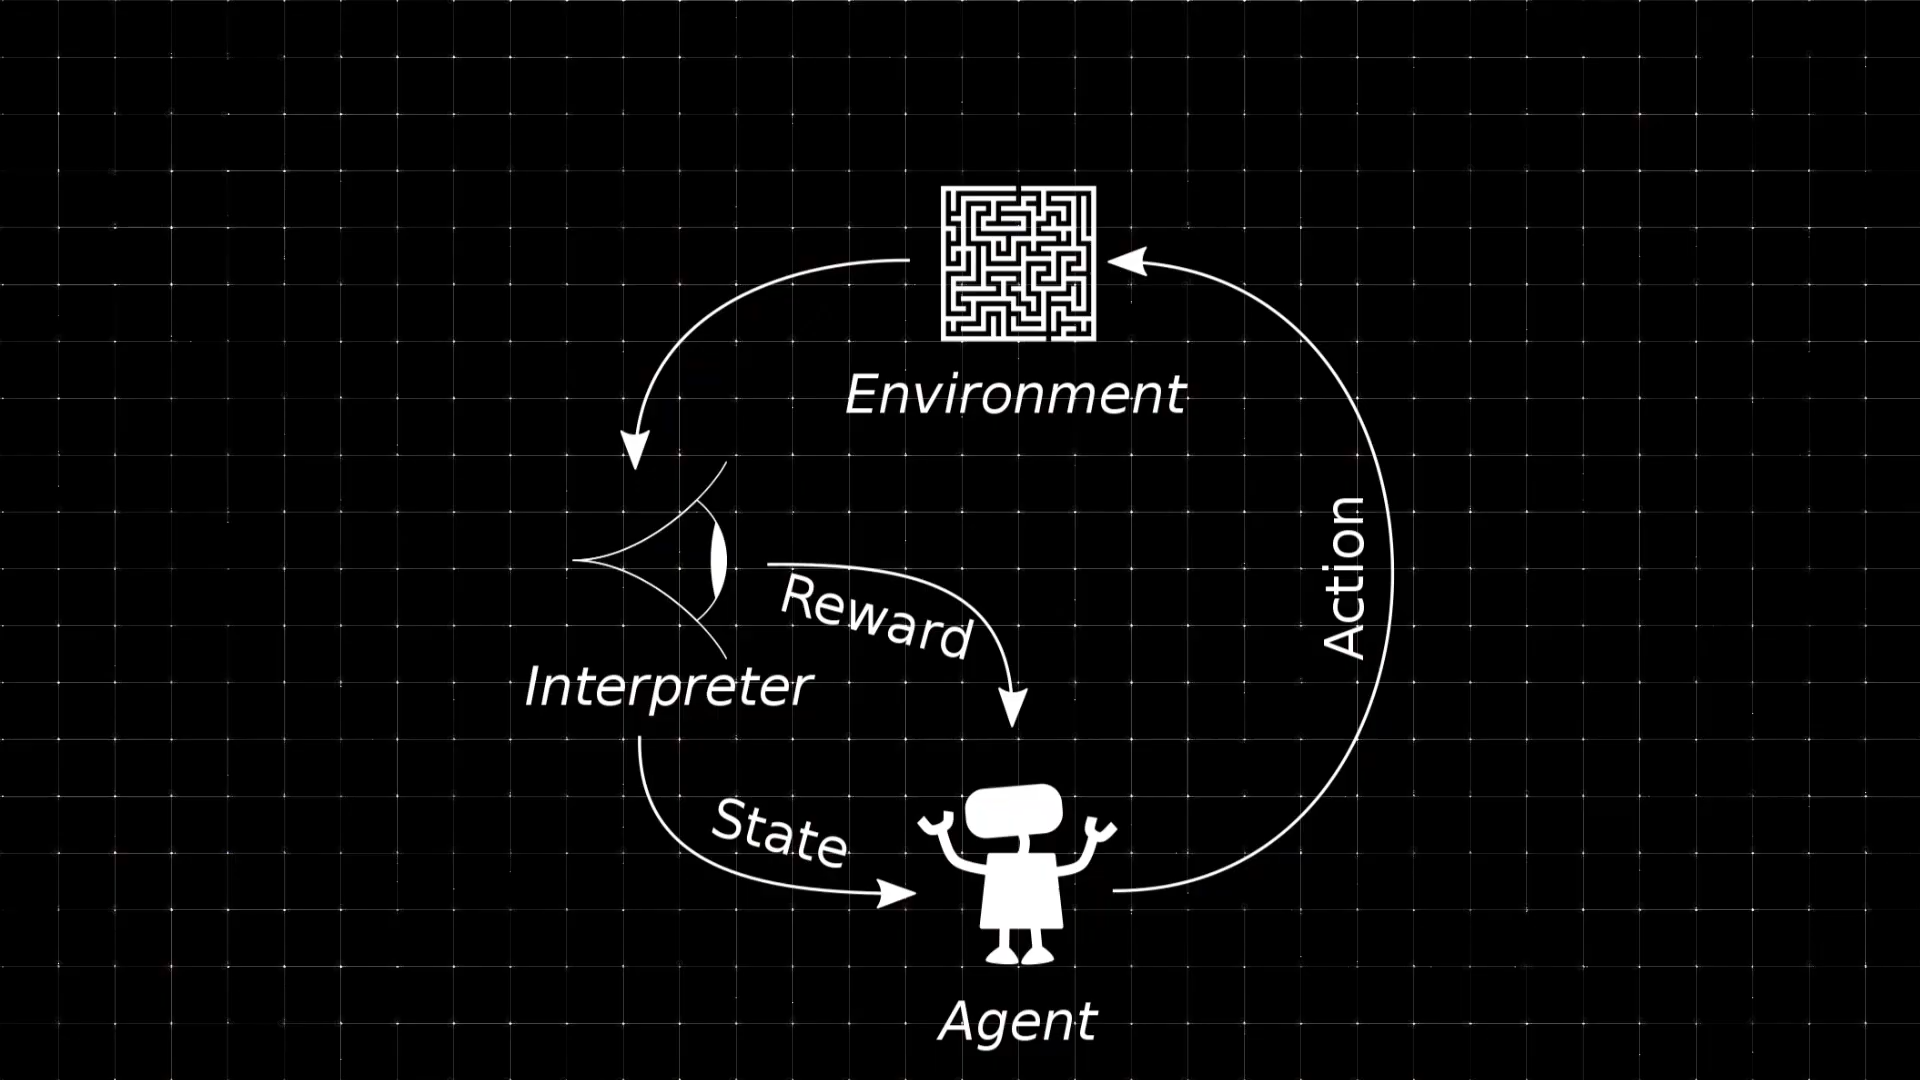 Environment
Action
Reward
Interpreter
State
Agent